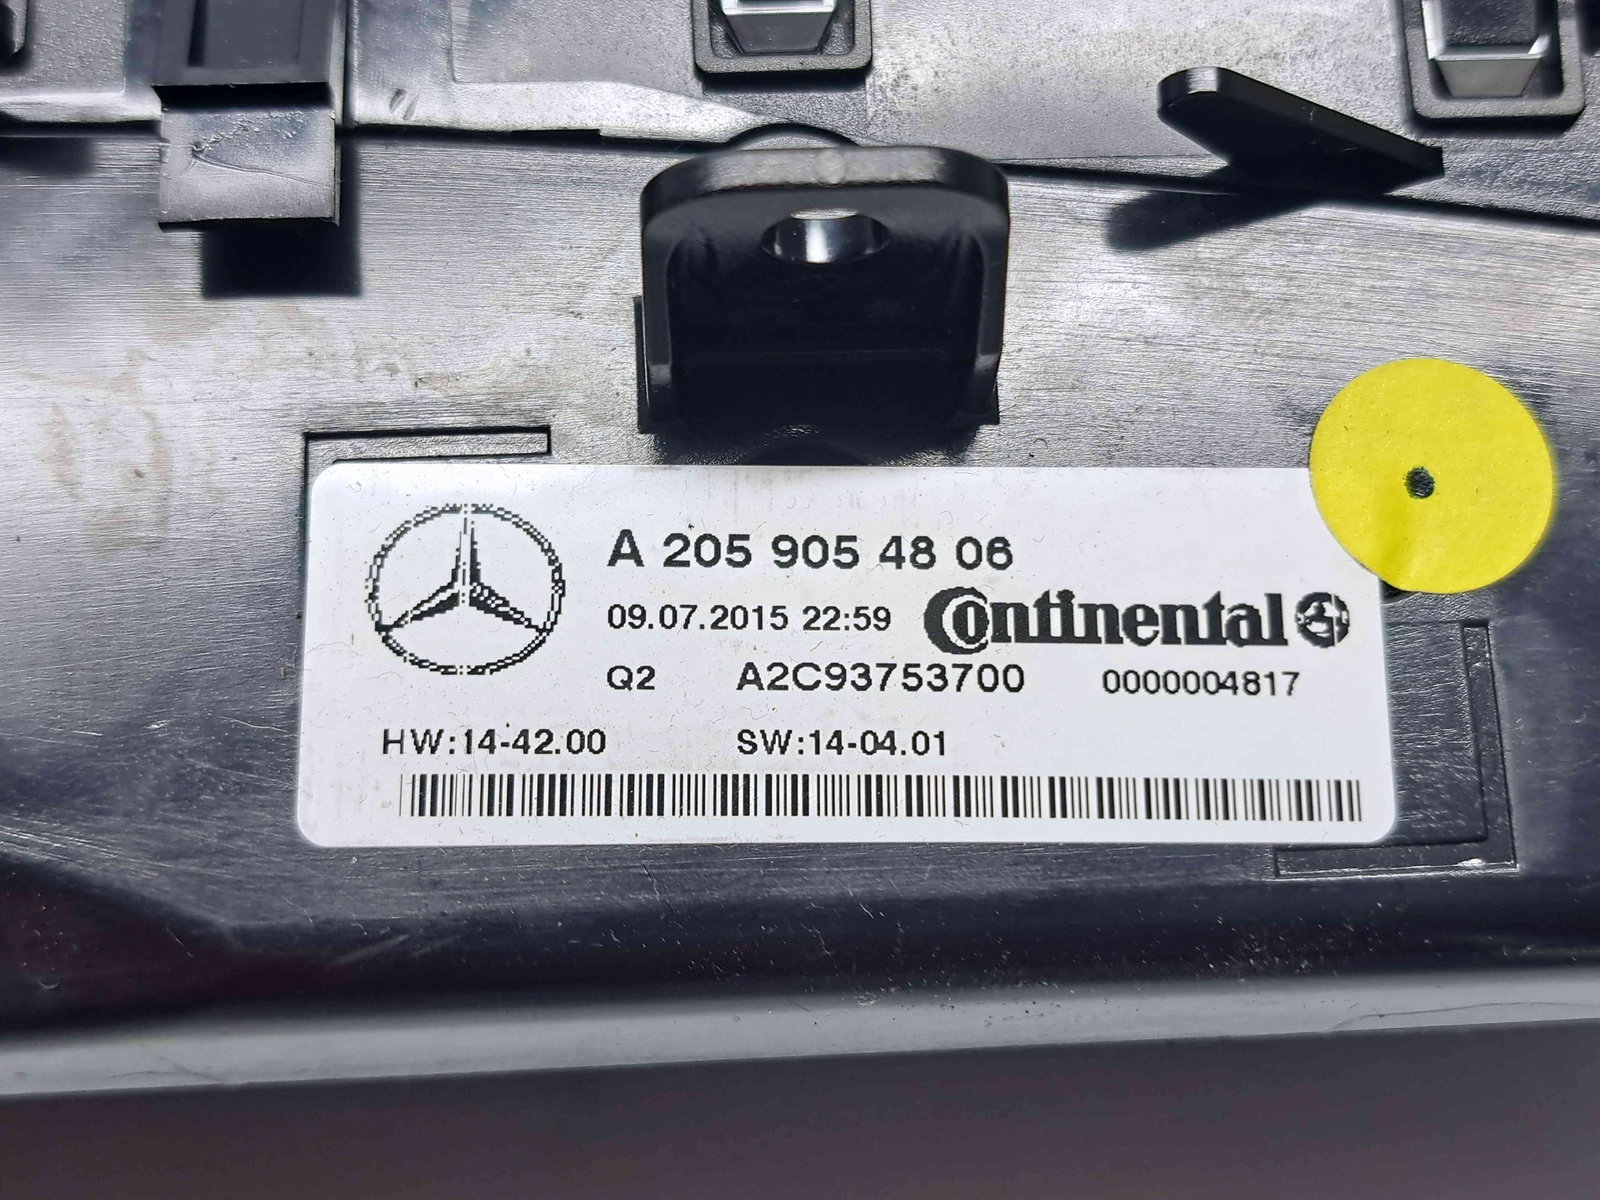 A 205 905 48 06
09.07.2015 22:59 Continental
Q2 A2C93753700 0000004817
HW:14-42.00 SW:14-04.01